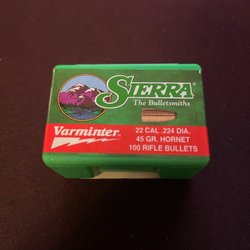 SIERRA
The Bulletsmiths
Varminter
22 CAL .224 DIA.
45 GR. HORNET
100 RIFLE BULLETS